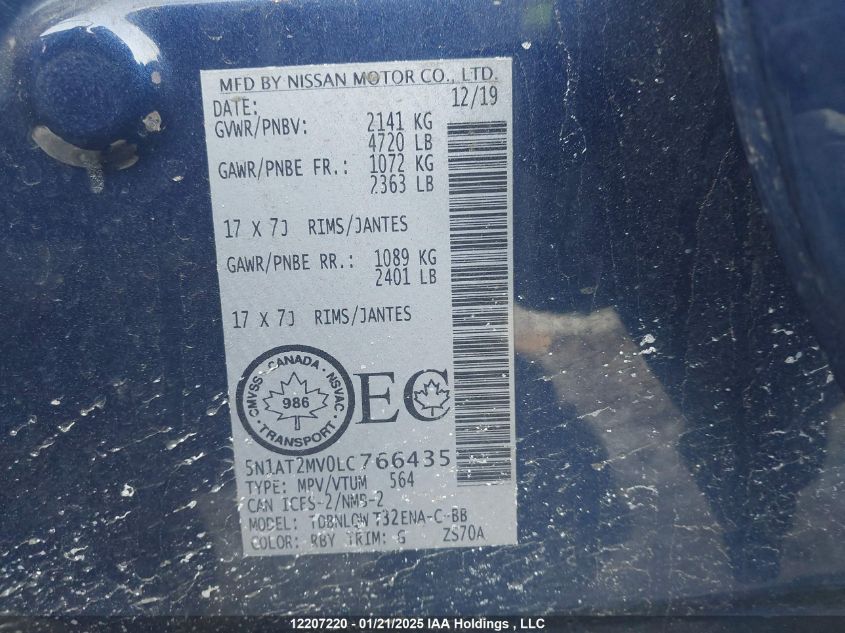 MFD BY NISSAN MOTOR CO., LTD.
DATE: 12/19
GVWR/PNBV: 2141 KG
4720 LB
GAWR/PNBE FR.: 1072 KG
2363 LB
17 X 7J RIMS/JANTES
GAWR/PNBE RR.: 1089 KG
2401 LB
17 X 7J RIMS/JANTES
CANADA
CMVSS
NSVAC
986
TRANSPORT
EC
5N1AT2MV0LC766435
TYPE: MPV/VTUM 564
CAN ICES-2/NMB-2
MODEL: T32ENA-C-BB
COLOR: RBY TRIM: G ZS70A
12207220 - 01/21/2025 IAA Holdings, LLC